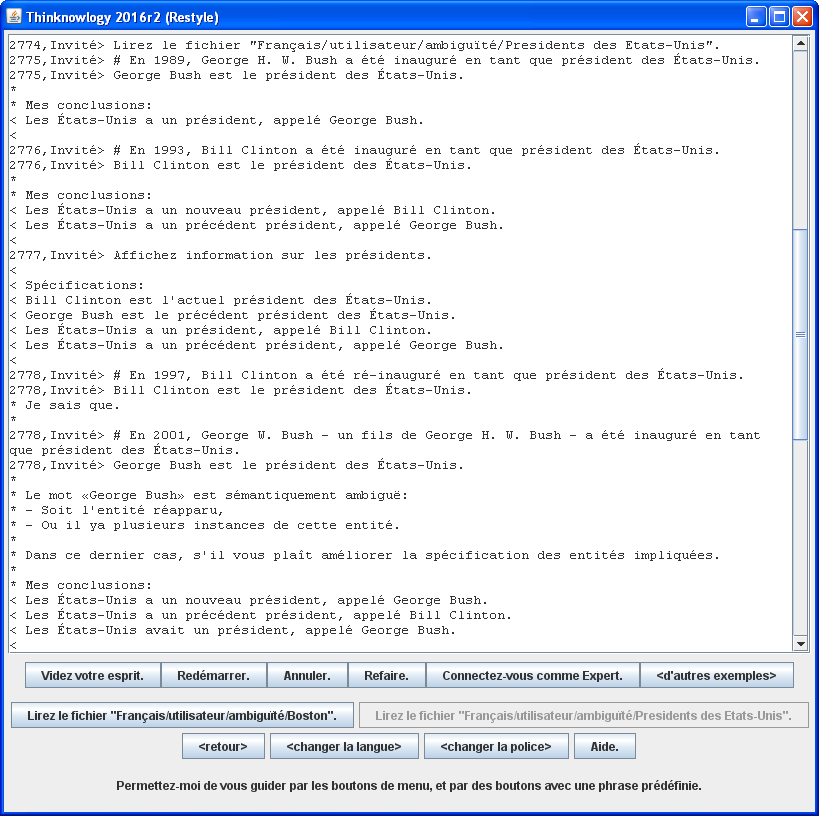 Thinknowlogy 2016r2 (Restyle)
2774,Invité> Lirez le fichier "Français/utilisateur/ambiguïté/Presidents des Etats-Unis".
2775,Invité> # En 1989, George H. W. Bush a été inauguré en tant que président des États-Unis.
2775,Invité> George Bush est le président des États-Unis.
*
* Mes conclusions:
< Les États-Unis a un président, appelé George Bush.
<
2776,Invité> # En 1993, Bill Clinton a été inauguré en tant que président des États-Unis.
2776,Invité> Bill Clinton est le président des États-Unis.
*
* Mes conclusions:
< Les États-Unis a un nouveau président, appelé Bill Clinton.
< Les États-Unis a un précédent président, appelé George Bush.
<
2777,Invité> Affichez information sur les présidents.
<
< Spécifications:
< Bill Clinton est l'actuel président des États-Unis.
< George Bush est le précédent président des États-Unis.
< Les États-Unis a un président, appelé Bill Clinton.
< Les États-Unis a un précédent président, appelé George Bush.
<
2778,Invité> # En 1997, Bill Clinton a été ré-inauguré en tant que président des États-Unis.
2778,Invité> Bill Clinton est le président des États-Unis.
* Je sais que.
*
2778,Invité> # En 2001, George W. Bush - un fils de George H. W. Bush - a été inauguré en tant
que président des États-Unis.
2778,Invité> George Bush est le président des États-Unis.
*
* Le mot «George Bush» est sémantiquement ambiguë:
* - Soit l'entité réapparu,
* - Ou il ya plusieurs instances de cette entité.
*
* Dans ce dernier cas, s'il vous plaît améliorer la spécification des entités impliquées.
*
* Mes conclusions:
< Les États-Unis a un nouveau président, appelé George Bush.
< Les États-Unis a un précédent président, appelé Bill Clinton.
< Les États-Unis avait un président, appelé George Bush.
<
Videz votre esprit. Redémarrer. Annuler. Refaire. Connectez-vous comme Expert. <d'autres exemples>
Lirez le fichier "Français/utilisateur/ambiguïté/Boston". Lirez le fichier "Français/utilisateur/ambiguïté/Presidents des Etats-Unis".
<retour> <changer la langue> <changer la police> Aide.
Permettez-moi de vous guider par les boutons de menu, et par des boutons avec une phrase prédéfinie.